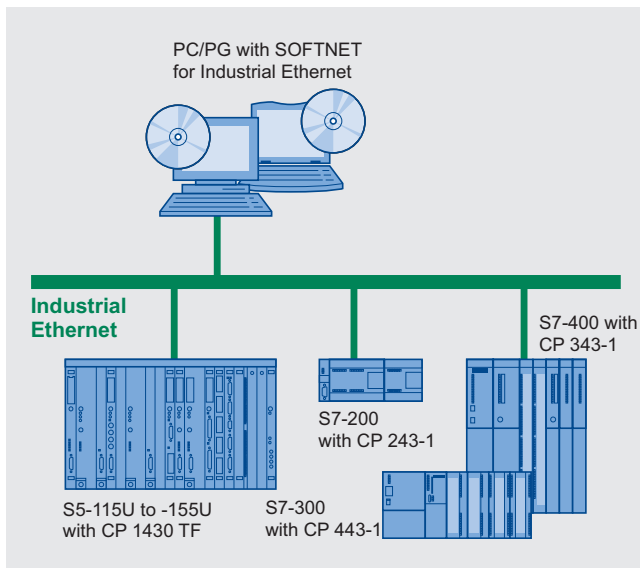 PC/PG with SOFTNET
for Industrial Ethernet
Industrial
Ethernet
S7-400 with
CP 343-1
S7-200
with CP 243-1
S5-115U to -155U
with CP 1430 TF
S7-300
with CP 443-1